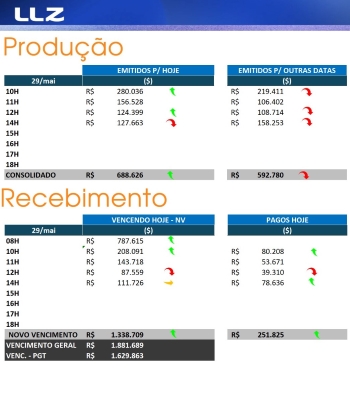 LLZ
Produção
EMITIDOS P/ HOJE EMITIDOS P/ OUTRAS DATAS
29/mai ($) ($)
10H R$ 280.036 R$ 219.411
11H R$ 156.528 R$ 106.402
12H R$ 124.399 R$ 108.714
14H R$ 127.663 R$ 158.253
15H
16H
17H
18H
CONSOLIDADO R$ 688.626 R$ 592.780
Recebimento
VENCENDO HOJE - NV PAGOS HOJE
29/mai ($) ($)
08H R$ 787.615
10H R$ 208.091 R$ 80.208
11H R$ 143.718 R$ 53.671
12H R$ 87.559 R$ 39.310
14H R$ 111.726 R$ 78.636
15H
16H
17H
18H
NOVO VENCIMENTO R$ 1.338.709 R$ 251.825
VENCIMENTO GERAL R$ 1.881.689
VENC. - PGT R$ 1.629.863